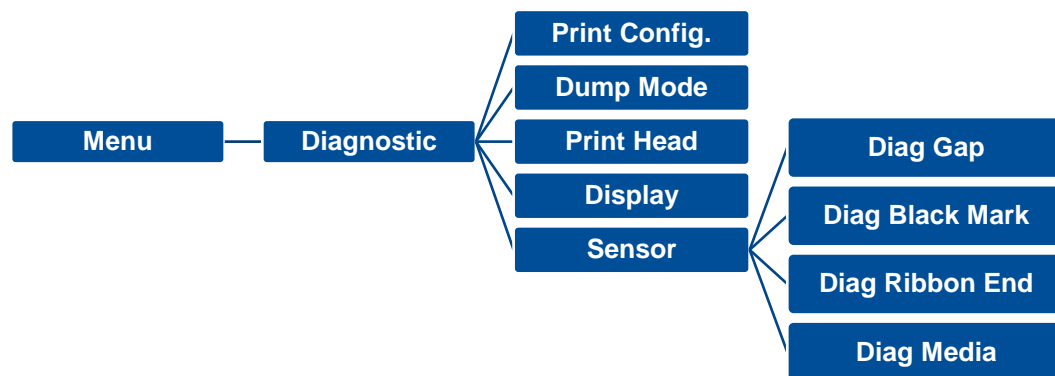 Menu
Diagnostic
Print Config.
Dump Mode
Print Head
Display
Sensor
Diag Gap
Diag Black Mark
Diag Ribbon End
Diag Media